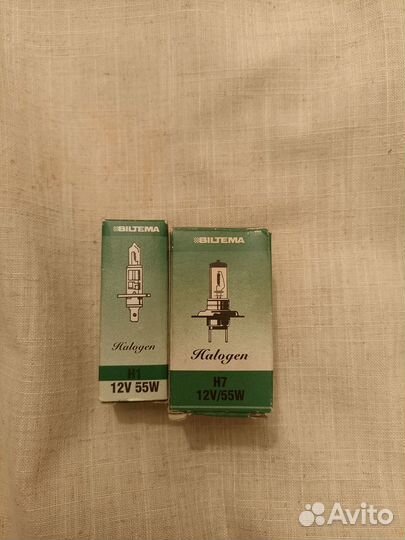 BILTEMA
Halogen
H1
12V 55W
BILTEMA
Halogen
H7
12V/55W
Avito